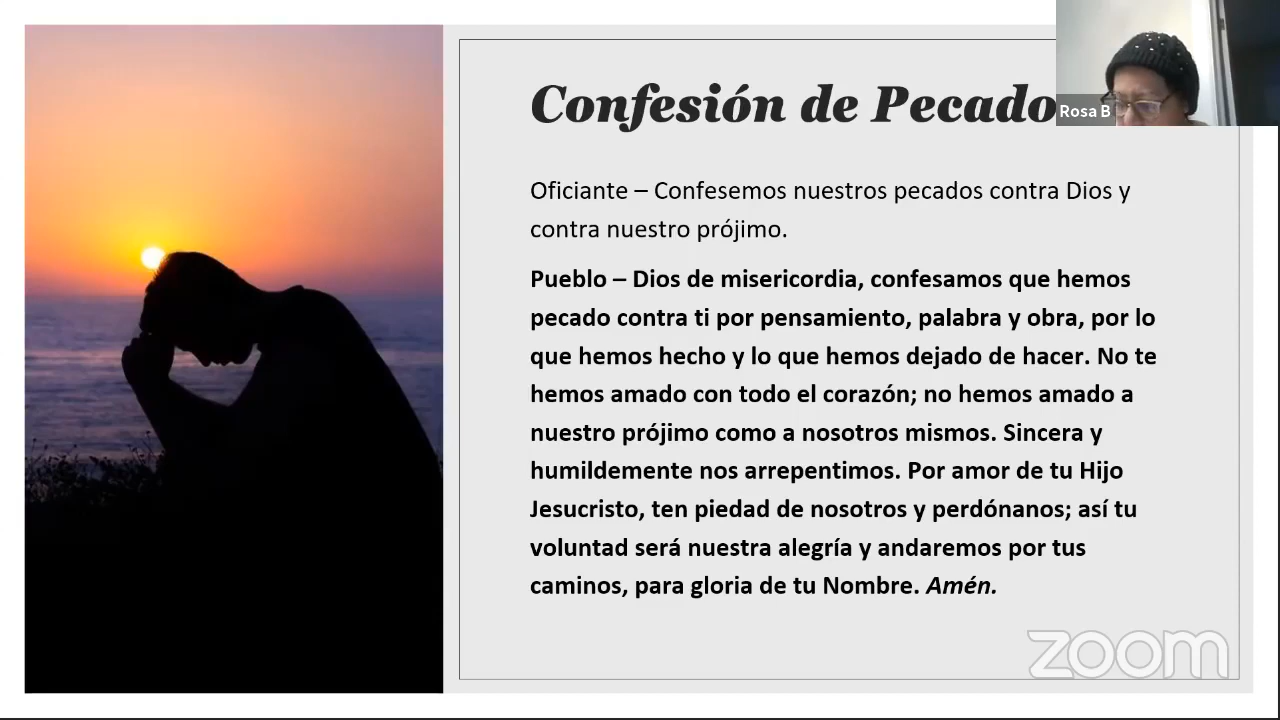 Confesión de Pecado
Rosa B
Oficiante – Confesemos nuestros pecados contra Dios y
contra nuestro prójimo.
Pueblo – Dios de misericordia, confesamos que hemos
pecado contra ti por pensamiento, palabra y obra, por lo
que hemos hecho y lo que hemos dejado de hacer. No te
hemos amado con todo el corazón; no hemos amado a
nuestro prójimo como a nosotros mismos. Sincera y
humildemente nos arrepentimos. Por amor de tu Hijo
Jesucristo, ten piedad de nosotros y perdónanos; así tu
voluntad será nuestra alegría y andaremos por tus
caminos, para gloria de tu Nombre. Amén.
zoom